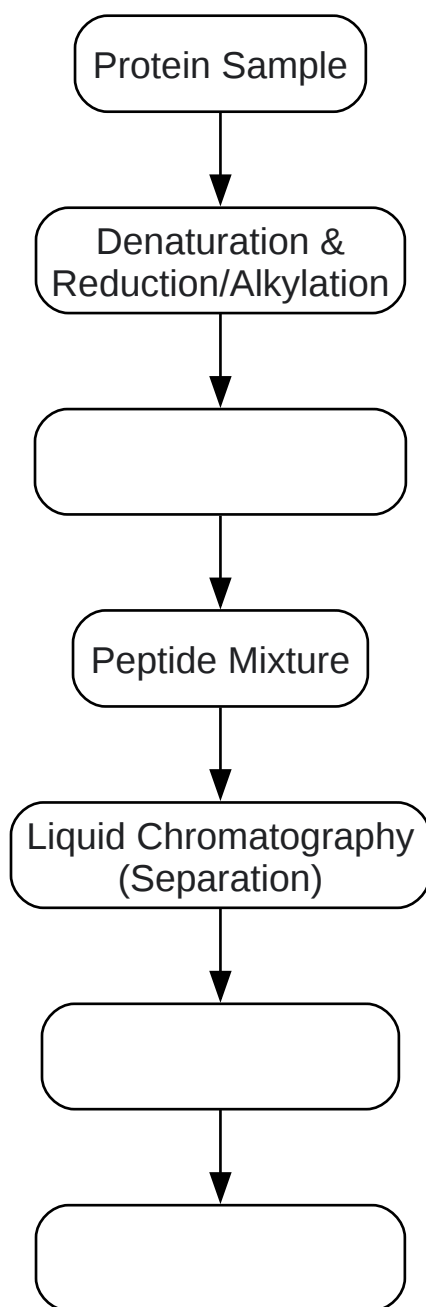 Protein Sample
Denaturation &
Reduction/Alkylation
Peptide Mixture
Liquid Chromatography
(Separation)